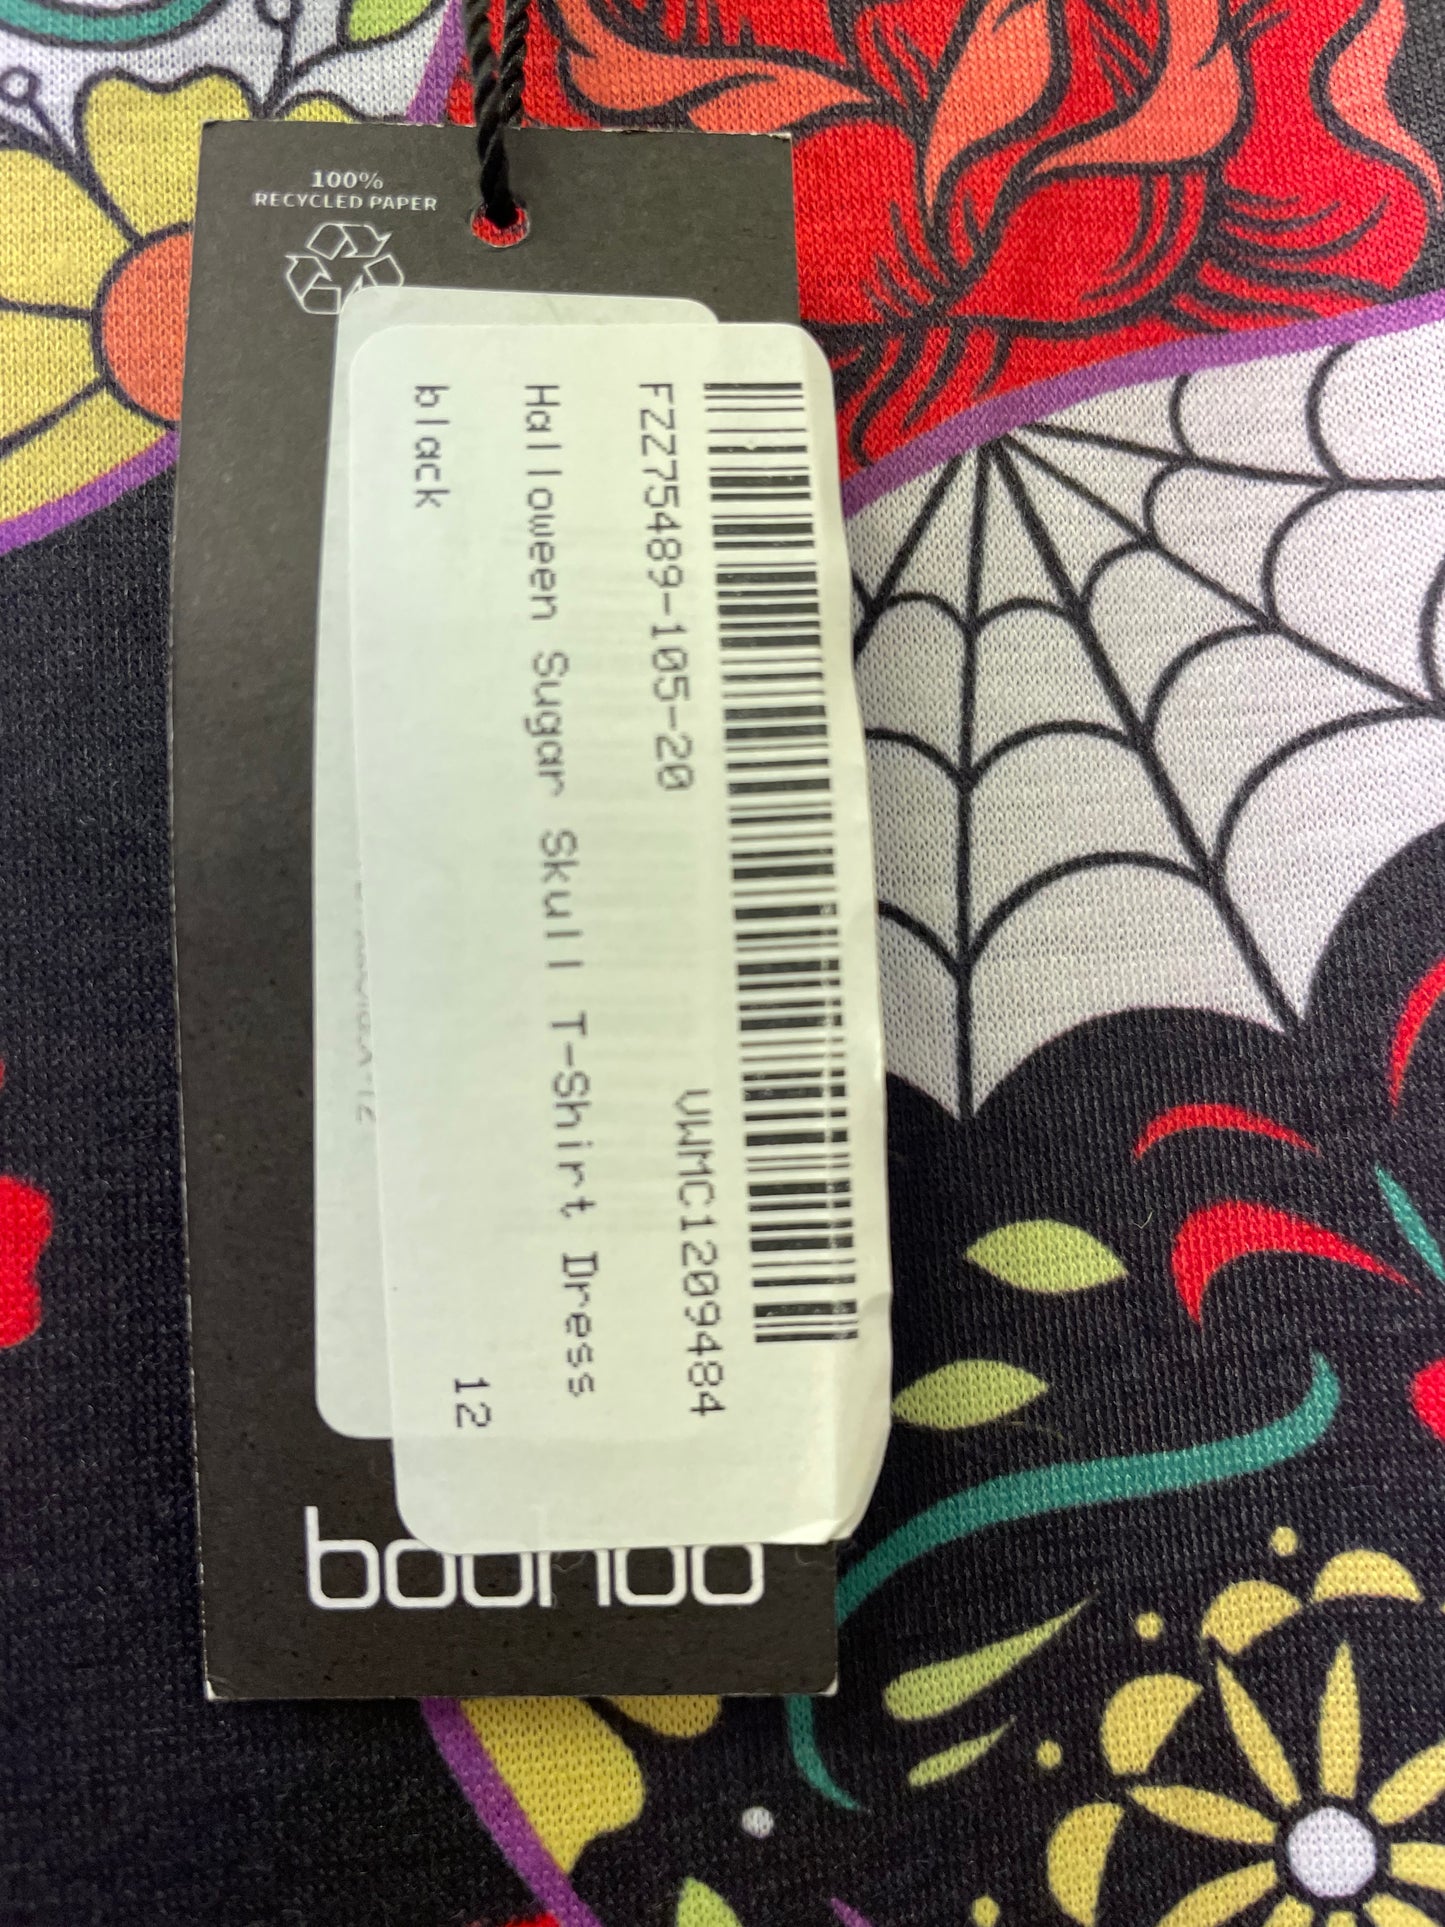 100%
RECYCLED PAPER
FZZ75489-105-20
VWMC1209484
Halloween Sugar Skull T-Shirt Dress
black
12
boohoo